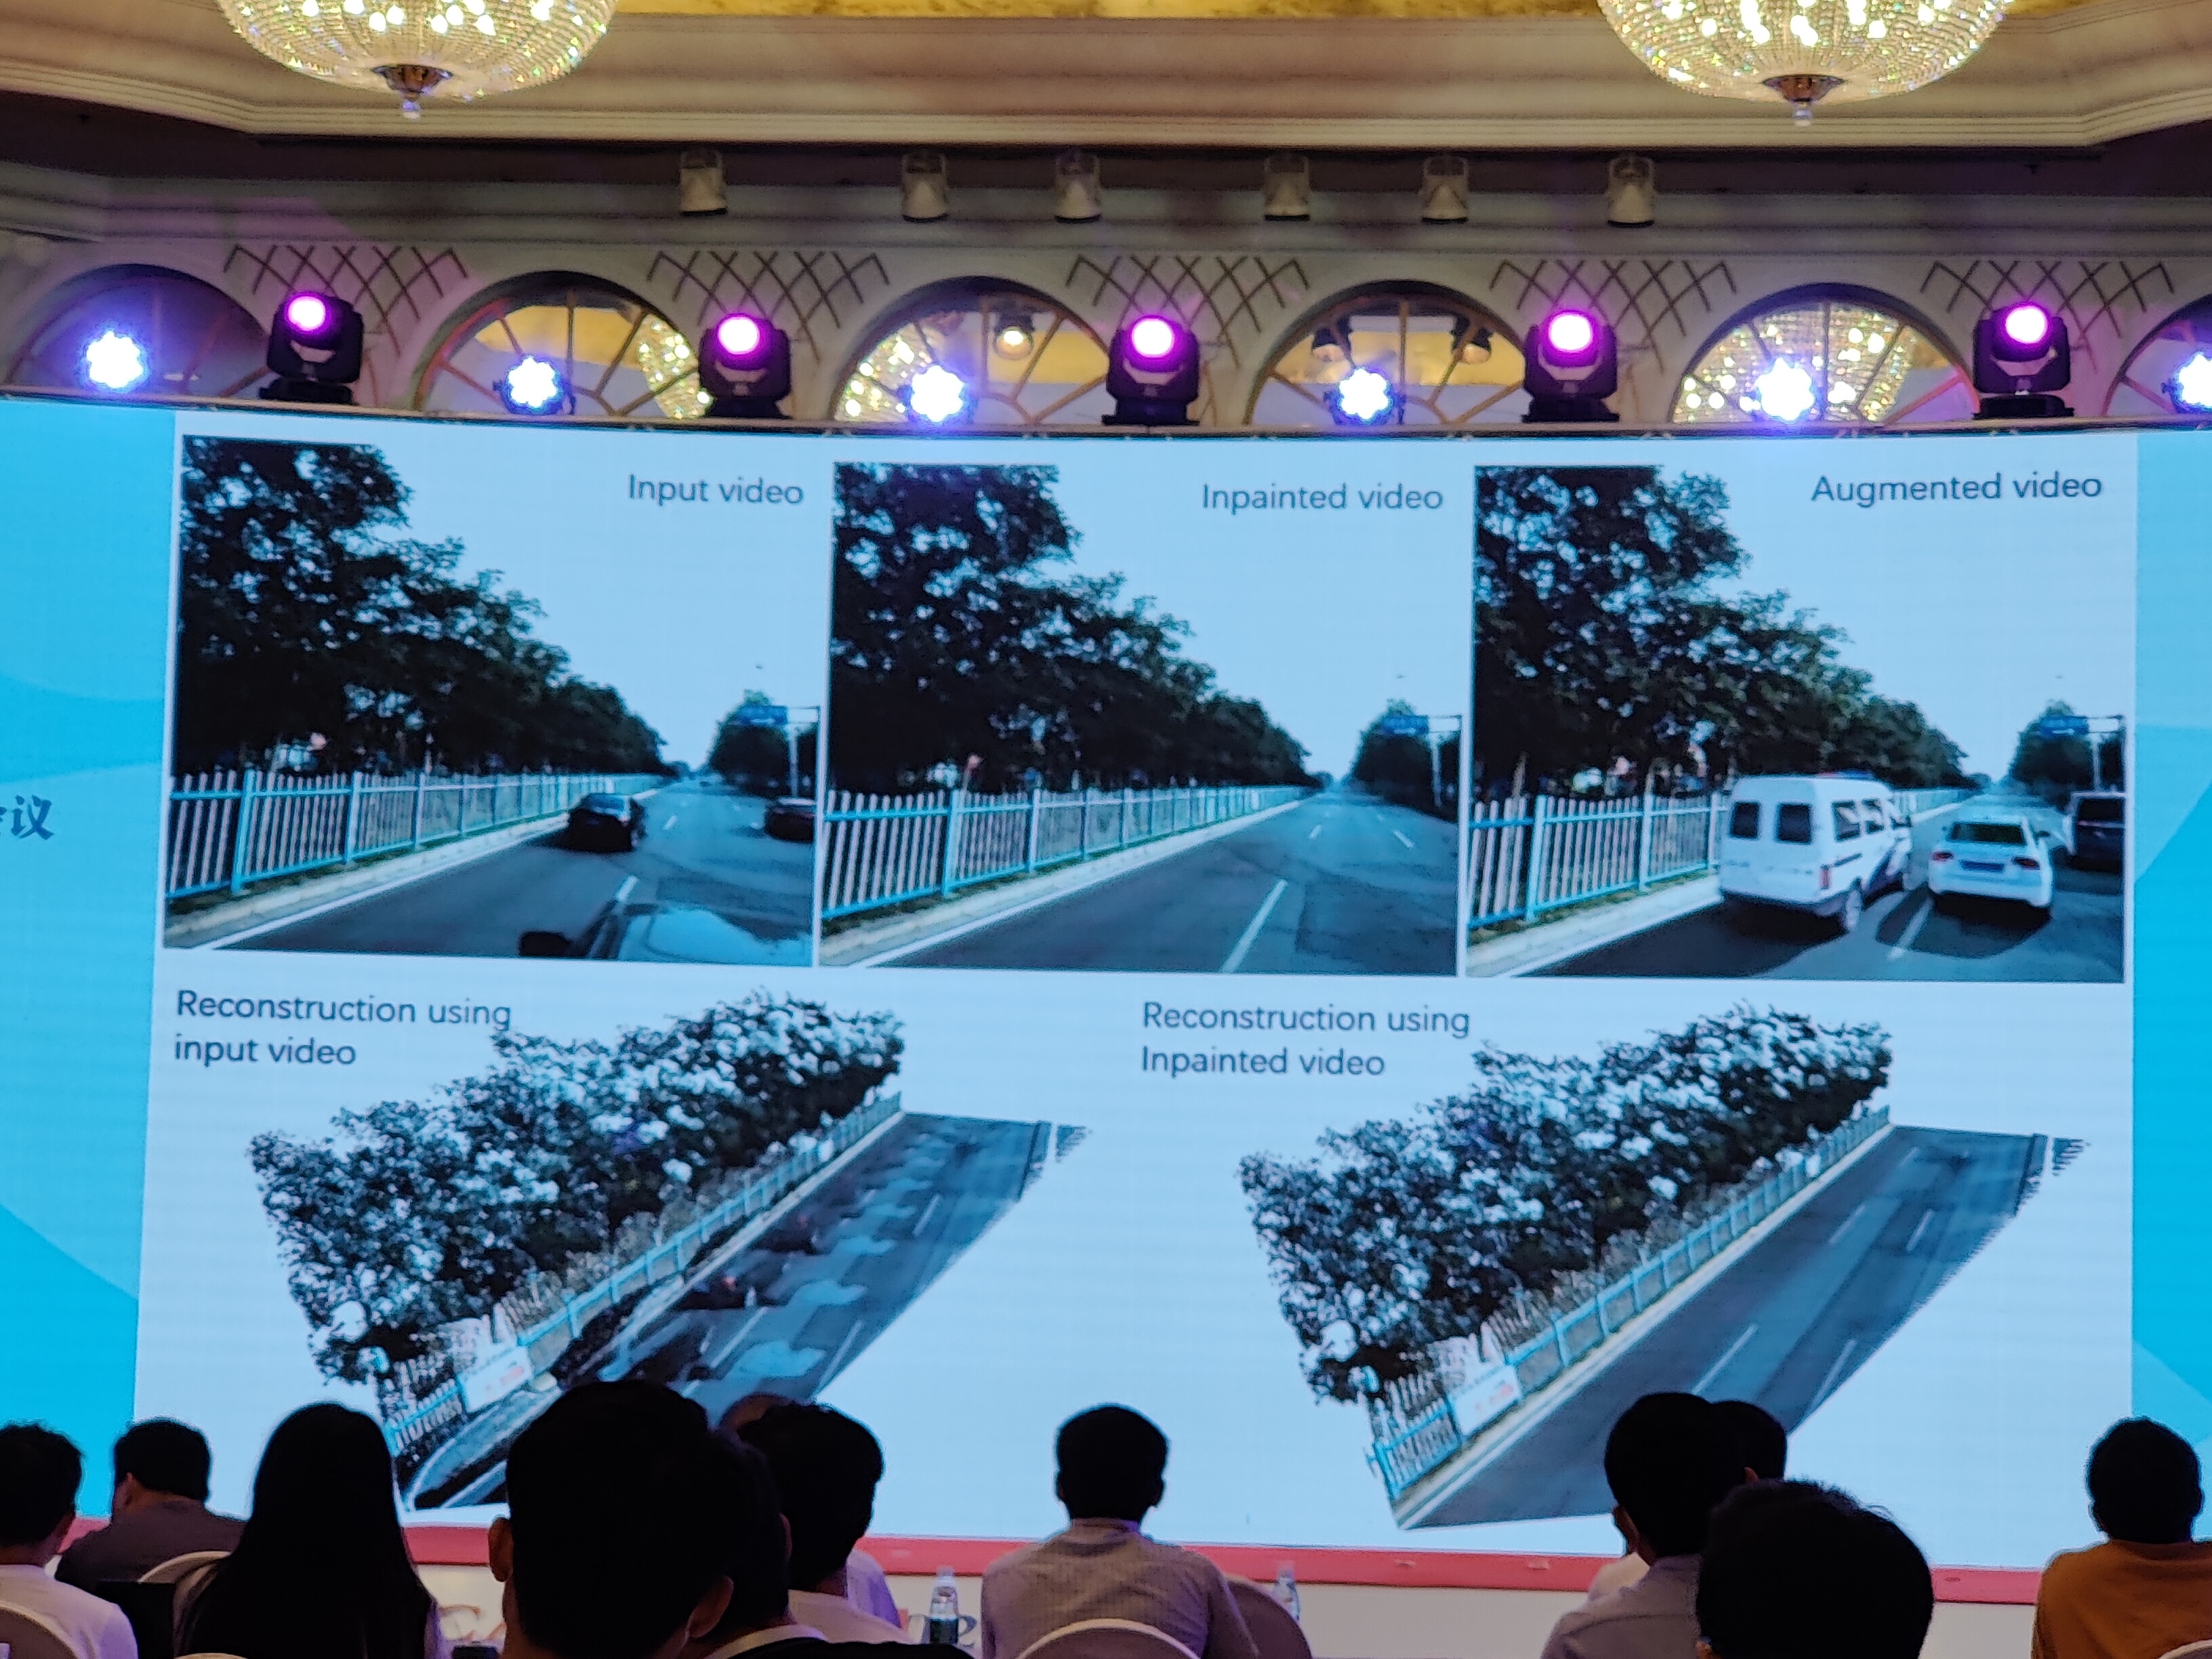 Input video
Inpainted video
Augmented video
议
Reconstruction using
input video
Reconstruction using
Inpainted video